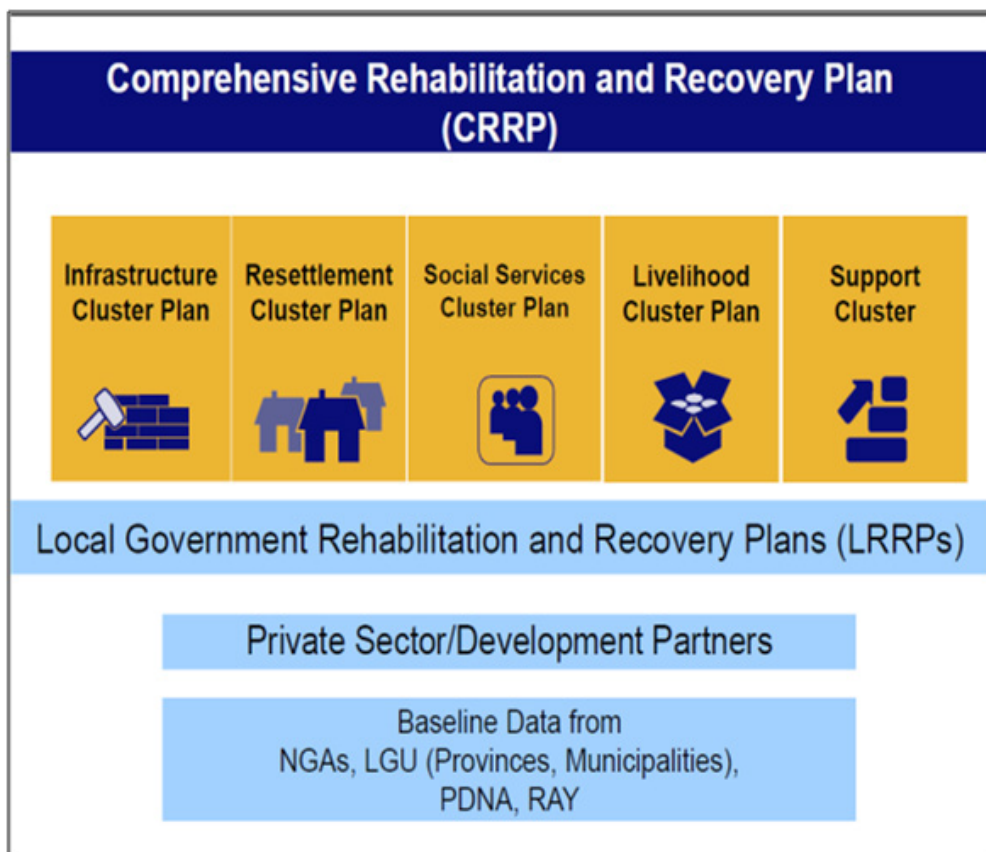 Comprehensive Rehabilitation and Recovery Plan
(CRRP)
Infrastructure
Cluster Plan
Resettlement
Cluster Plan
Social Services
Cluster Plan
Livelihood
Cluster Plan
Support
Cluster
Local Government Rehabilitation and Recovery Plans (LRRPs)
Private Sector/Development Partners
Baseline Data from
NGAs, LGU (Provinces, Municipalities),
PDNA, RAY